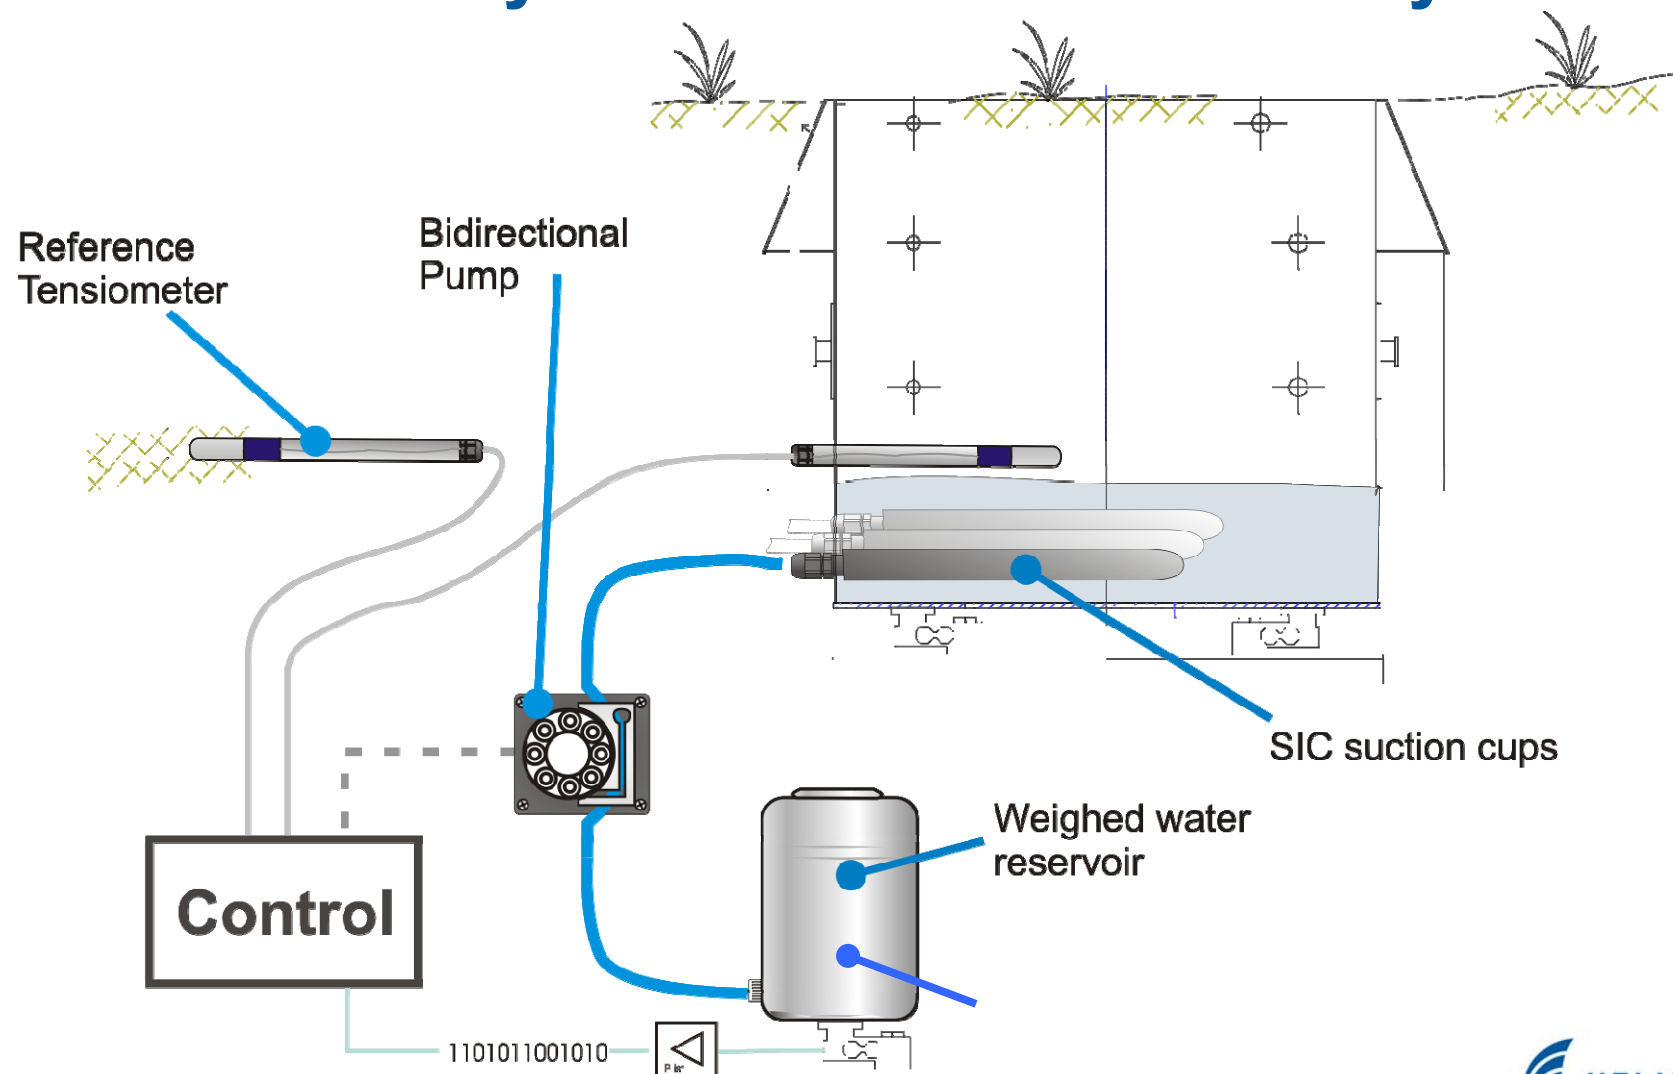 Reference
Tensiometer
Bidirectional
Pump
SIC suction cups
Weighed water
reservoir
Control
1101011001010